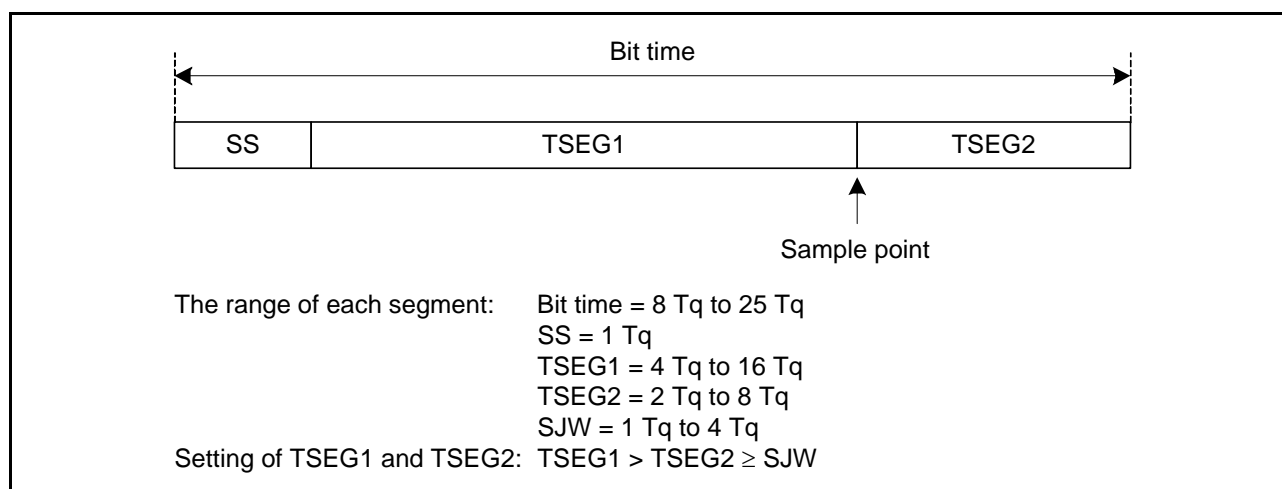 Bit time
SS TSEG1 TSEG2
Sample point
The range of each segment: Bit time = 8 Tq to 25 Tq
SS = 1 Tq
TSEG1 = 4 Tq to 16 Tq
TSEG2 = 2 Tq to 8 Tq
SJW = 1 Tq to 4 Tq
Setting of TSEG1 and TSEG2: TSEG1 > TSEG2 ≥ SJW